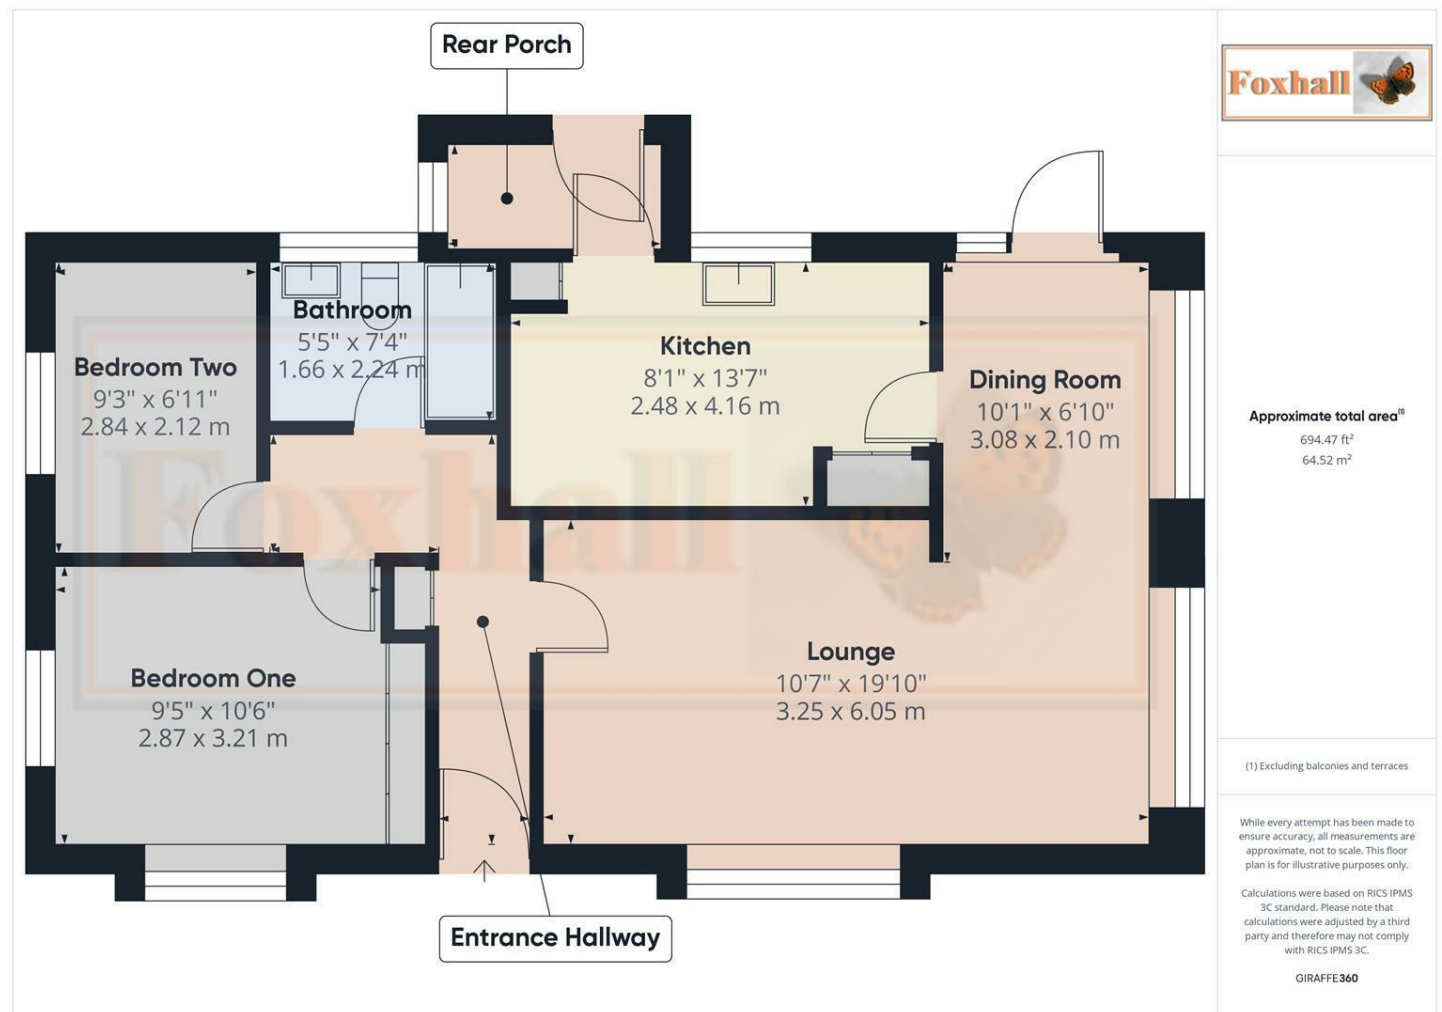 Rear Porch
Foxhall
Bathroom
5'5" x 7'4"
1.66 x 2.24 m
Bedroom Two
9'3" x 6'11"
2.84 x 2.12 m
Kitchen
8'1" x 13'7"
2.48 x 4.16 m
Dining Room
10'1" x 6'10"
3.08 x 2.10 m
Foxhall
Bedroom One
9'5" x 10'6"
2.87 x 3.21 m
Lounge
10'7" x 19'10"
3.25 x 6.05 m
Entrance Hallway
Approximate total area(1)
694.47 ft²
64.52 m²
(1) Excluding balconies and terraces
While every attempt has been made to
ensure accuracy, all measurements are
approximate, not to scale. This floor
plan is for illustrative purposes only.
Calculations were based on RICS IPMS
3C standard. Please note that
calculations were adjusted by a third
party and therefore may not comply
with RICS IPMS 3C.
GIRAFFE360